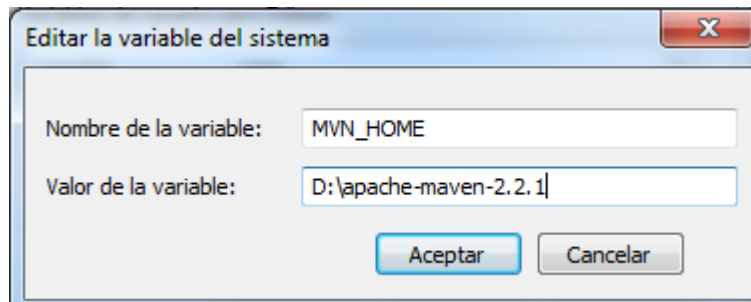 Editar la variable del sistema
Nombre de la variable: MVN_HOME
Valor de la variable: D:\apache-maven-2.2.1
Aceptar Cancelar